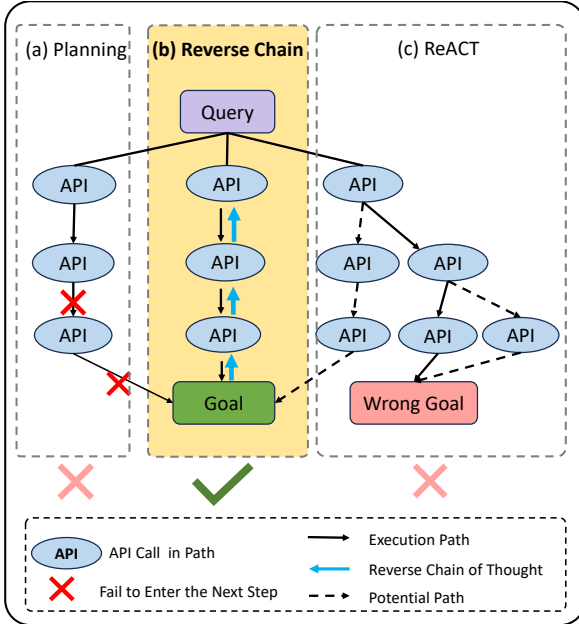 (a) Planning
(b) Reverse Chain
(c) ReACT
Query
API
API
API
API
API
API
API
API
API
API
API
Goal
Wrong Goal
API
API Call in Path
Execution Path
Reverse Chain of Thought
Fail to Enter the Next Step
Potential Path